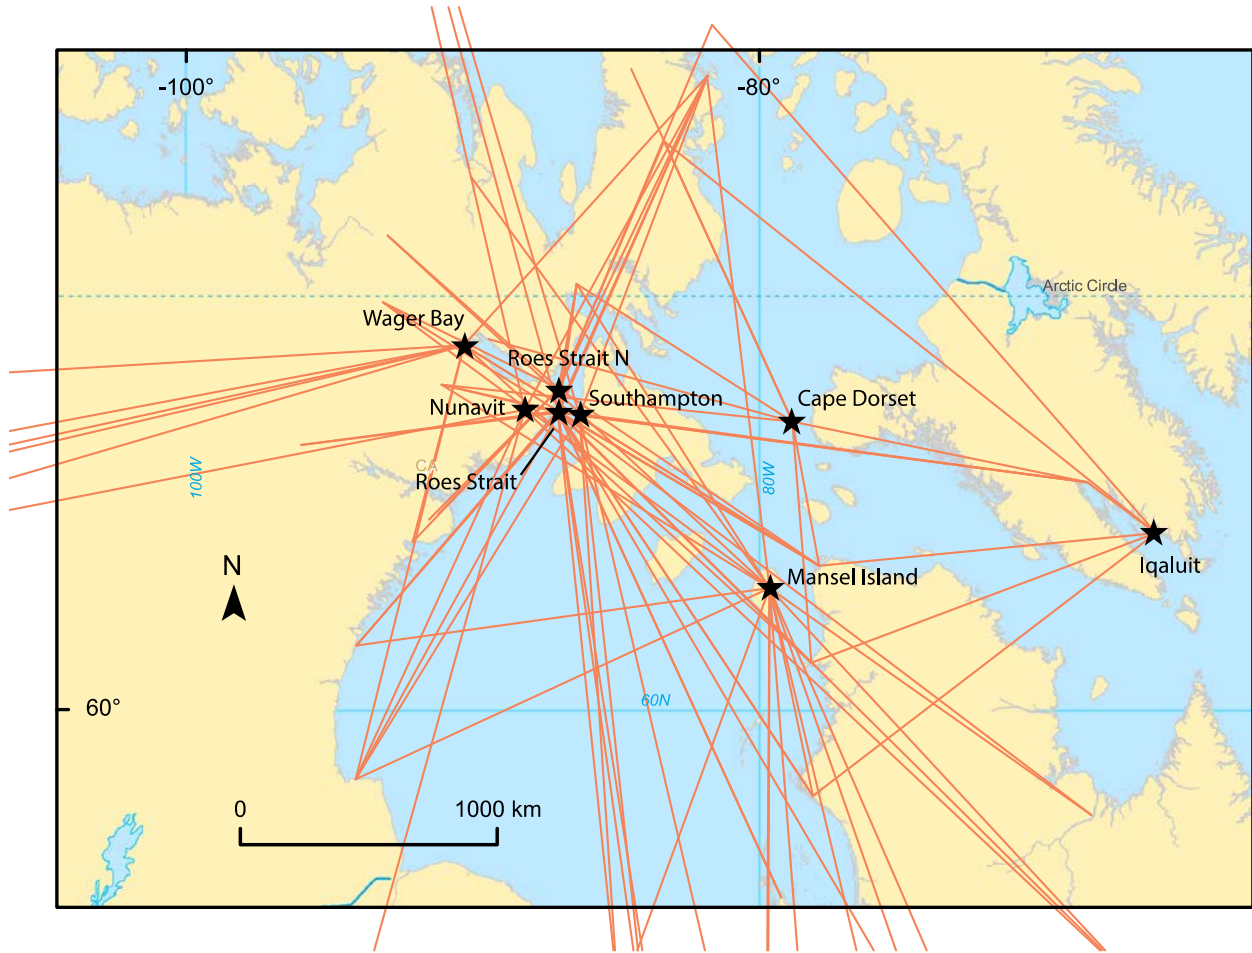 -100°
-80°
Arctic Circle
Wager Bay
Roes Strait N
Nunavit
Southampton
Cape Dorset
CA
Roes Strait
100W
80W
Iqaluit
N
Mansel Island
60N
60°
0
1000 km